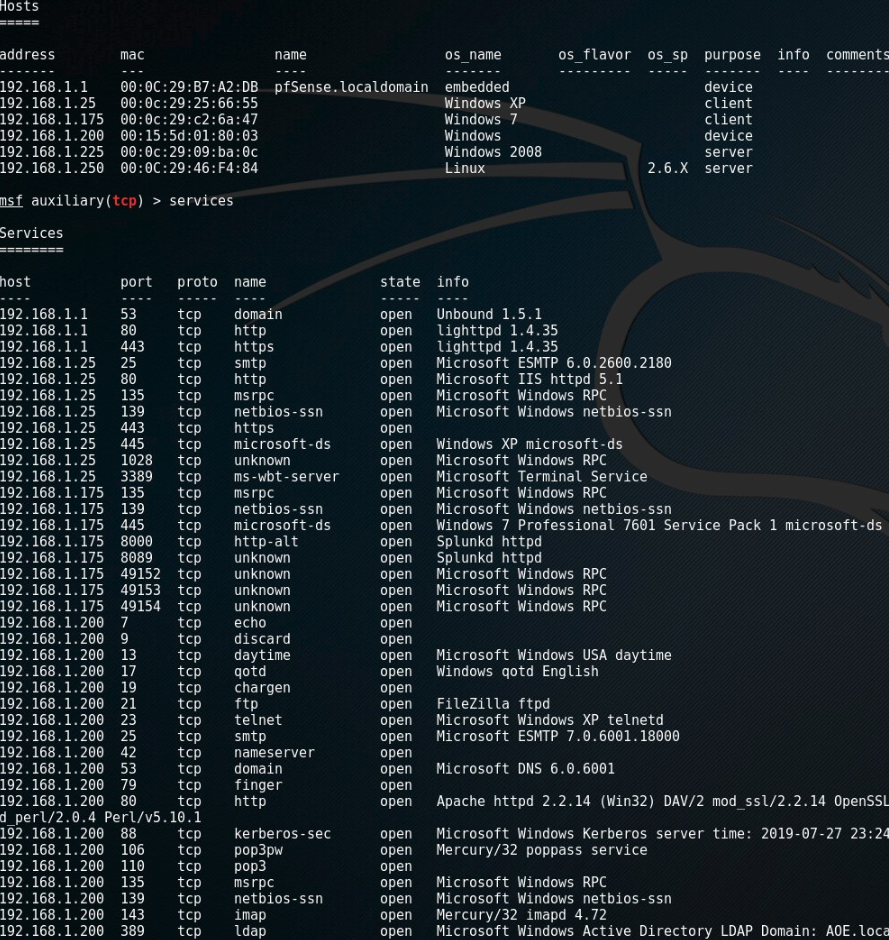 Hosts
=====
address mac name os_name os_flavor os_sp purpose info comments
------- --- ---- ------- --------- ----- ------- ---- --------
192.168.1.1 00:0C:29:B7:A2:DB pfSense.localdomain embedded device
192.168.1.25 00:0C:29:25:66:55 Windows XP client
192.168.1.175 00:0C:29:c2:6a:47 Windows 7 client
192.168.1.200 00:15:5d:01:80:03 Windows device
192.168.1.225 00:0C:29:09:ba:0c Windows 2008 server
192.168.1.250 00:0C:29:46:F4:84 Linux 2.6.X server
msf auxiliary(tcp) > services
Services
========
host port proto name state info
---- ---- ----- ---- ----- ----
192.168.1.1 53 tcp domain open Unbound 1.5.1
192.168.1.1 80 tcp http open lighttpd 1.4.35
192.168.1.1 443 tcp https open lighttpd 1.4.35
192.168.1.25 25 tcp smtp open Microsoft ESMTP 6.0.2600.2180
192.168.1.25 80 tcp http open Microsoft IIS httpd 5.1
192.168.1.25 135 tcp msrpc open Microsoft Windows RPC
192.168.1.25 139 tcp netbios-ssn open Microsoft Windows netbios-ssn
192.168.1.25 443 tcp https open
192.168.1.25 445 tcp microsoft-ds open Windows XP microsoft-ds
192.168.1.25 1028 tcp unknown open Microsoft Windows RPC
192.168.1.25 3389 tcp ms-wbt-server open Microsoft Terminal Service
192.168.1.175 135 tcp msrpc open Microsoft Windows RPC
192.168.1.175 139 tcp netbios-ssn open Microsoft Windows netbios-ssn
192.168.1.175 445 tcp microsoft-ds open Windows 7 Professional 7601 Service Pack 1 microsoft-ds
192.168.1.175 8000 tcp http-alt open Splunkd httpd
192.168.1.175 8089 tcp unknown open Splunkd httpd
192.168.1.175 49152 tcp unknown open Microsoft Windows RPC
192.168.1.175 49153 tcp unknown open Microsoft Windows RPC
192.168.1.175 49154 tcp unknown open Microsoft Windows RPC
192.168.1.200 7 tcp echo open
192.168.1.200 9 tcp discard open
192.168.1.200 13 tcp daytime open Microsoft Windows USA daytime
192.168.1.200 17 tcp qotd open Windows qotd English
192.168.1.200 19 tcp chargen open
192.168.1.200 21 tcp ftp open FileZilla ftpd
192.168.1.200 23 tcp telnet open Microsoft Windows XP telnetd
192.168.1.200 25 tcp smtp open Microsoft ESMTP 7.0.6001.18000
192.168.1.200 42 tcp nameserver open
192.168.1.200 53 tcp domain open Microsoft DNS 6.0.6001
192.168.1.200 79 tcp finger open
192.168.1.200 80 tcp http open Apache httpd 2.2.14 (Win32) DAV/2 mod_ssl/2.2.14 OpenSSL
d_perl/2.0.4 Perl/v5.10.1
192.168.1.200 88 tcp kerberos-sec open Microsoft Windows Kerberos server time: 2019-07-27 23:24
192.168.1.200 106 tcp pop3pw open Mercury/32 poppass service
192.168.1.200 110 tcp pop3 open
192.168.1.200 135 tcp msrpc open Microsoft Windows RPC
192.168.1.200 139 tcp netbios-ssn open Microsoft Windows netbios-ssn
192.168.1.200 143 tcp imap open Mercury/32 imapd 4.72
192.168.1.200 389 tcp ldap open Microsoft Windows Active Directory LDAP Domain: AOE.loca